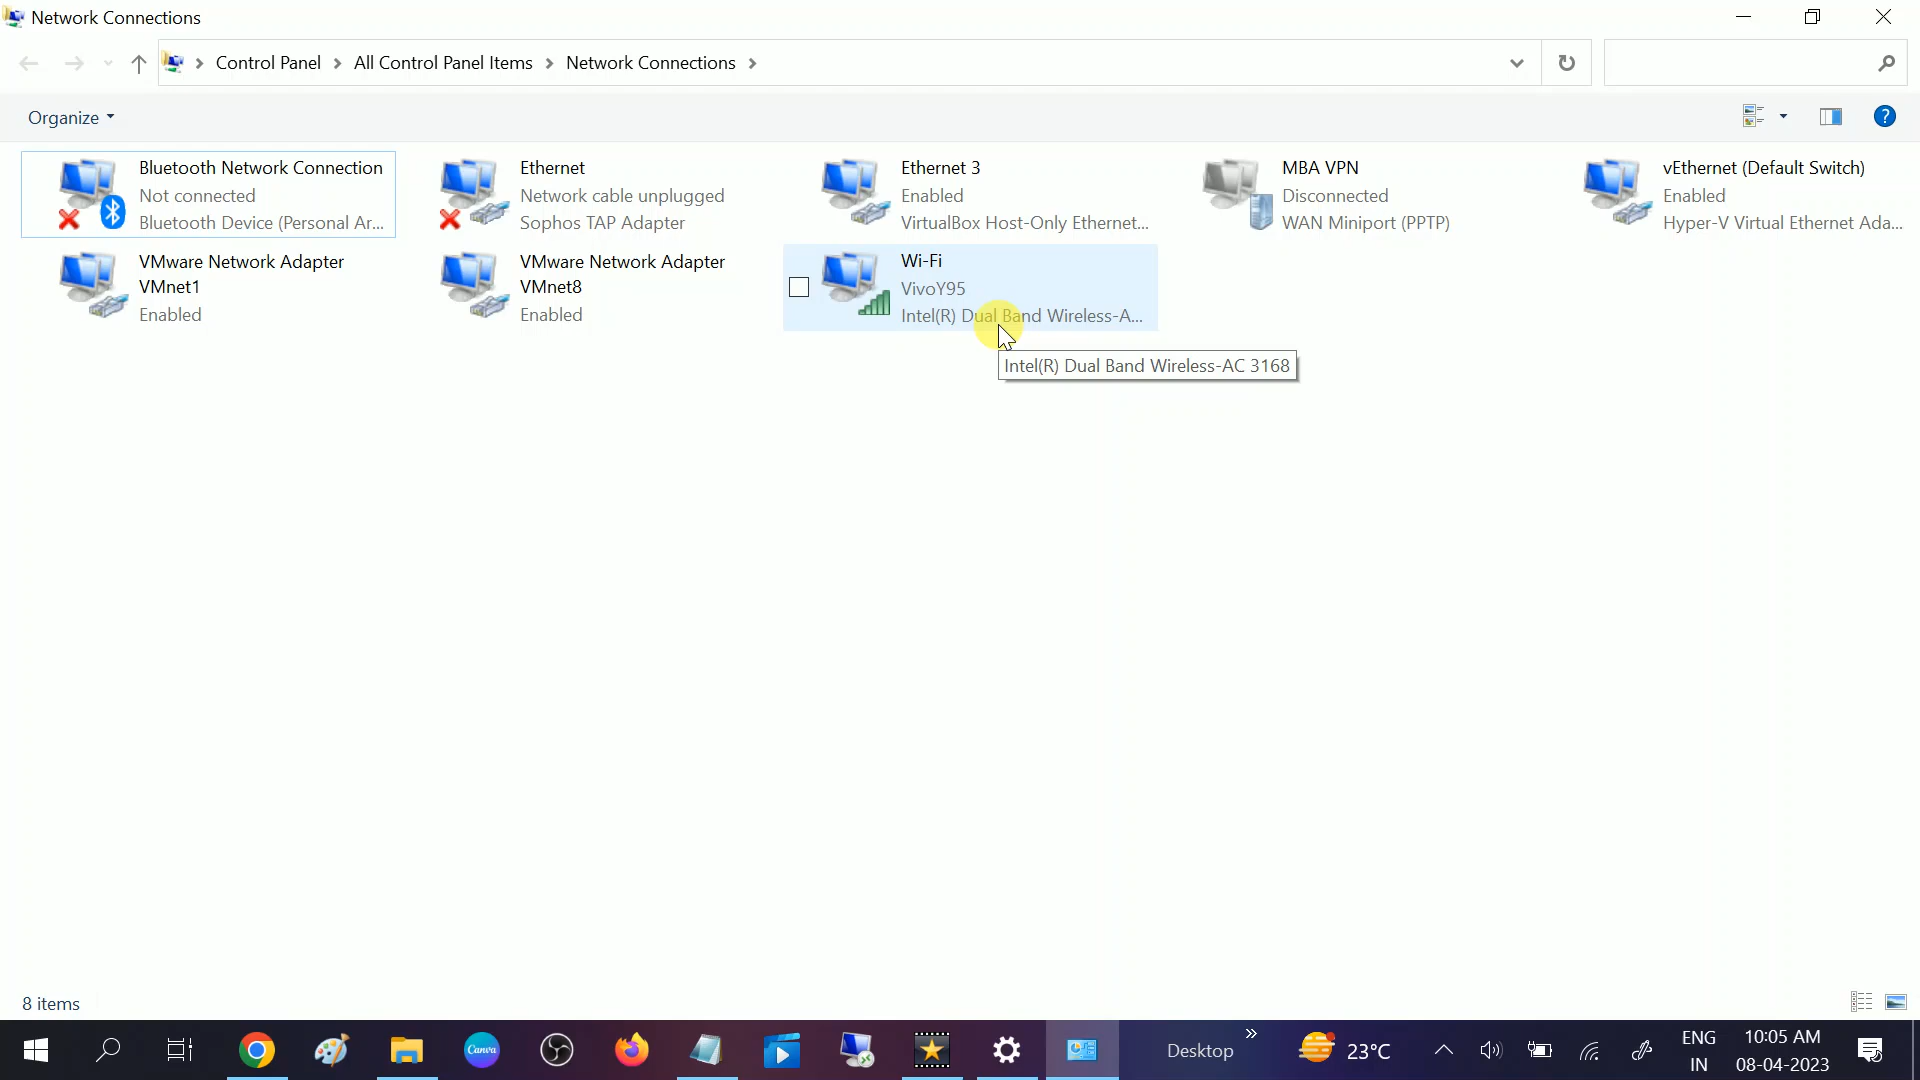 Network Connections
Control Panel > All Control Panel Items > Network Connections >
Organize
Bluetooth Network Connection
Not connected
Bluetooth Device (Personal Ar...
Ethernet
Network cable unplugged
Sophos TAP Adapter
Ethernet 3
Enabled
VirtualBox Host-Only Ethernet...
MBA VPN
Disconnected
WAN Miniport (PPTP)
vEthernet (Default Switch)
Enabled
Hyper-V Virtual Ethernet Ada...
VMware Network Adapter
VMnet1
Enabled
VMware Network Adapter
VMnet8
Enabled
Wi-Fi
VivoY95
Intel(R) Dual Band Wireless-A...
Intel(R) Dual Band Wireless-AC 3168
8 items
Canva
Desktop
23°C
ENG
IN
10:05 AM
08-04-2023